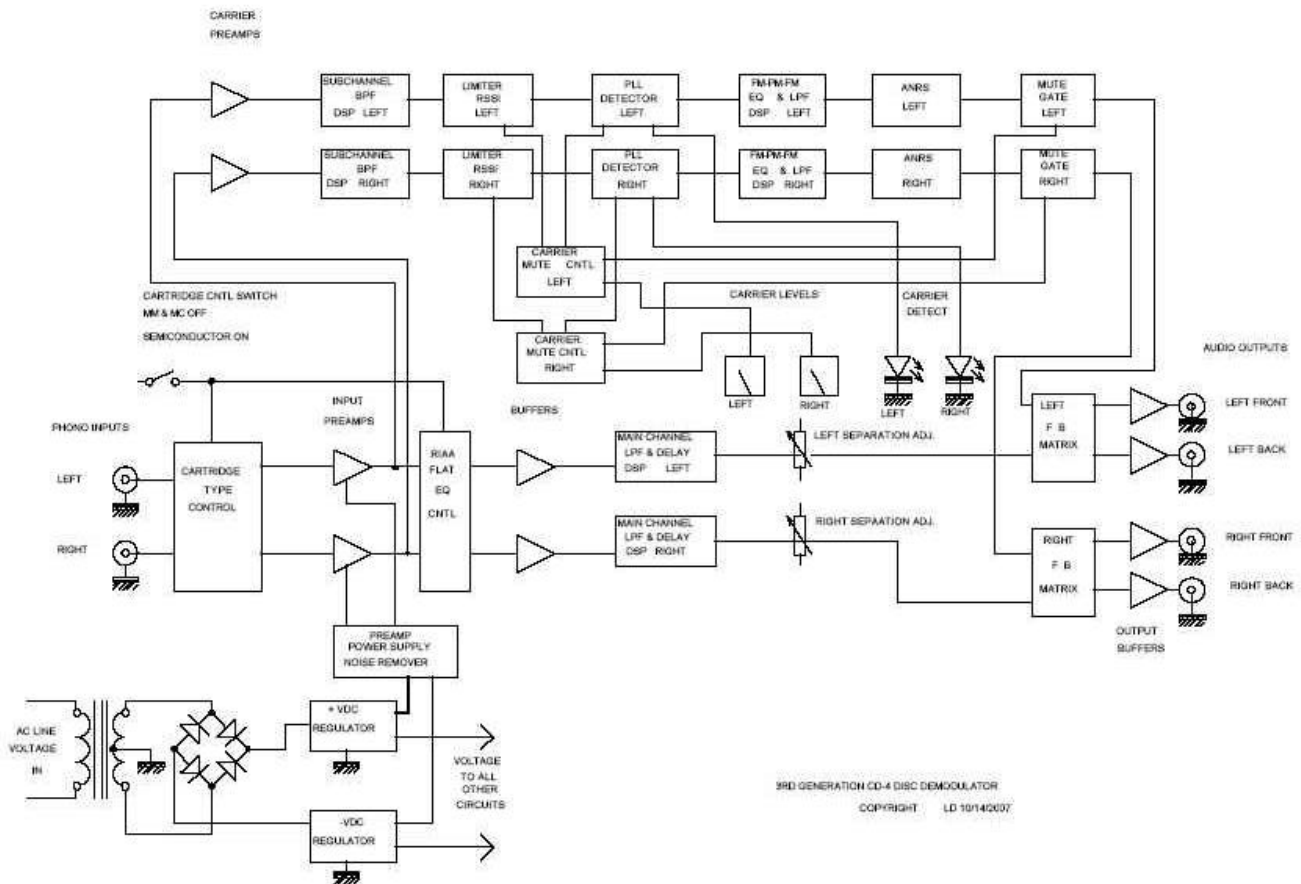 CARRIER
PREAMPS
SUBCHANNEL
BPF
DSP LEFT
LIMITER
RSSI
LEFT
PLL
DETECTOR
LEFT
FM-PM-FM
EQ & LPF
DSP LEFT
ANRS
LEFT
MUTE
GATE
LEFT
SUBCHANNEL
BPF
DSP RIGHT
LIMITER
RSSI
RIGHT
PLL
DETECTOR
RIGHT
FM-PM-FM
EQ & LPF
DSP RIGHT
ANRS
RIGHT
MUTE
GATE
RIGHT
CARRIER
MUTE CNTL
LEFT
CARTRIDGE CNTL SWITCH
MM & MC OFF
SEMICONDUCTOR ON
CARRIER LEVELS
CARRIER
DETECT
CARRIER
MUTE CNTL
RIGHT
AUDIO OUTPUTS
LEFT
RIGHT
LEFT
RIGHT
INPUT
PREAMPS
BUFFERS
PHONO INPUTS
LEFT
RIGHT
CARTRIDGE
TYPE
CONTROL
RIAA
FLAT
EQ
CNTL
MAIN CHANNEL
LPF & DELAY
DSP LEFT
LEFT SEPARATION ADJ.
LEFT
F B
MATRIX
LEFT FRONT
LEFT BACK
MAIN CHANNEL
LPF & DELAY
DSP RIGHT
RIGHT SEPAATION ADJ.
RIGHT
F B
MATRIX
RIGHT FRONT
RIGHT BACK
OUTPUT
BUFFERS
PREAMP
POWER SUPPLY
NOISE REMOVER
AC LINE
VOLTAGE
IN
+ VDC
REGULATOR
VOLTAGE
TO ALL
OTHER
CIRCUITS
-VDC
REGULATOR
3RD GENERATION CD-4 DISC DEMODULATOR
COPYRIGHT LD 10/14/2007